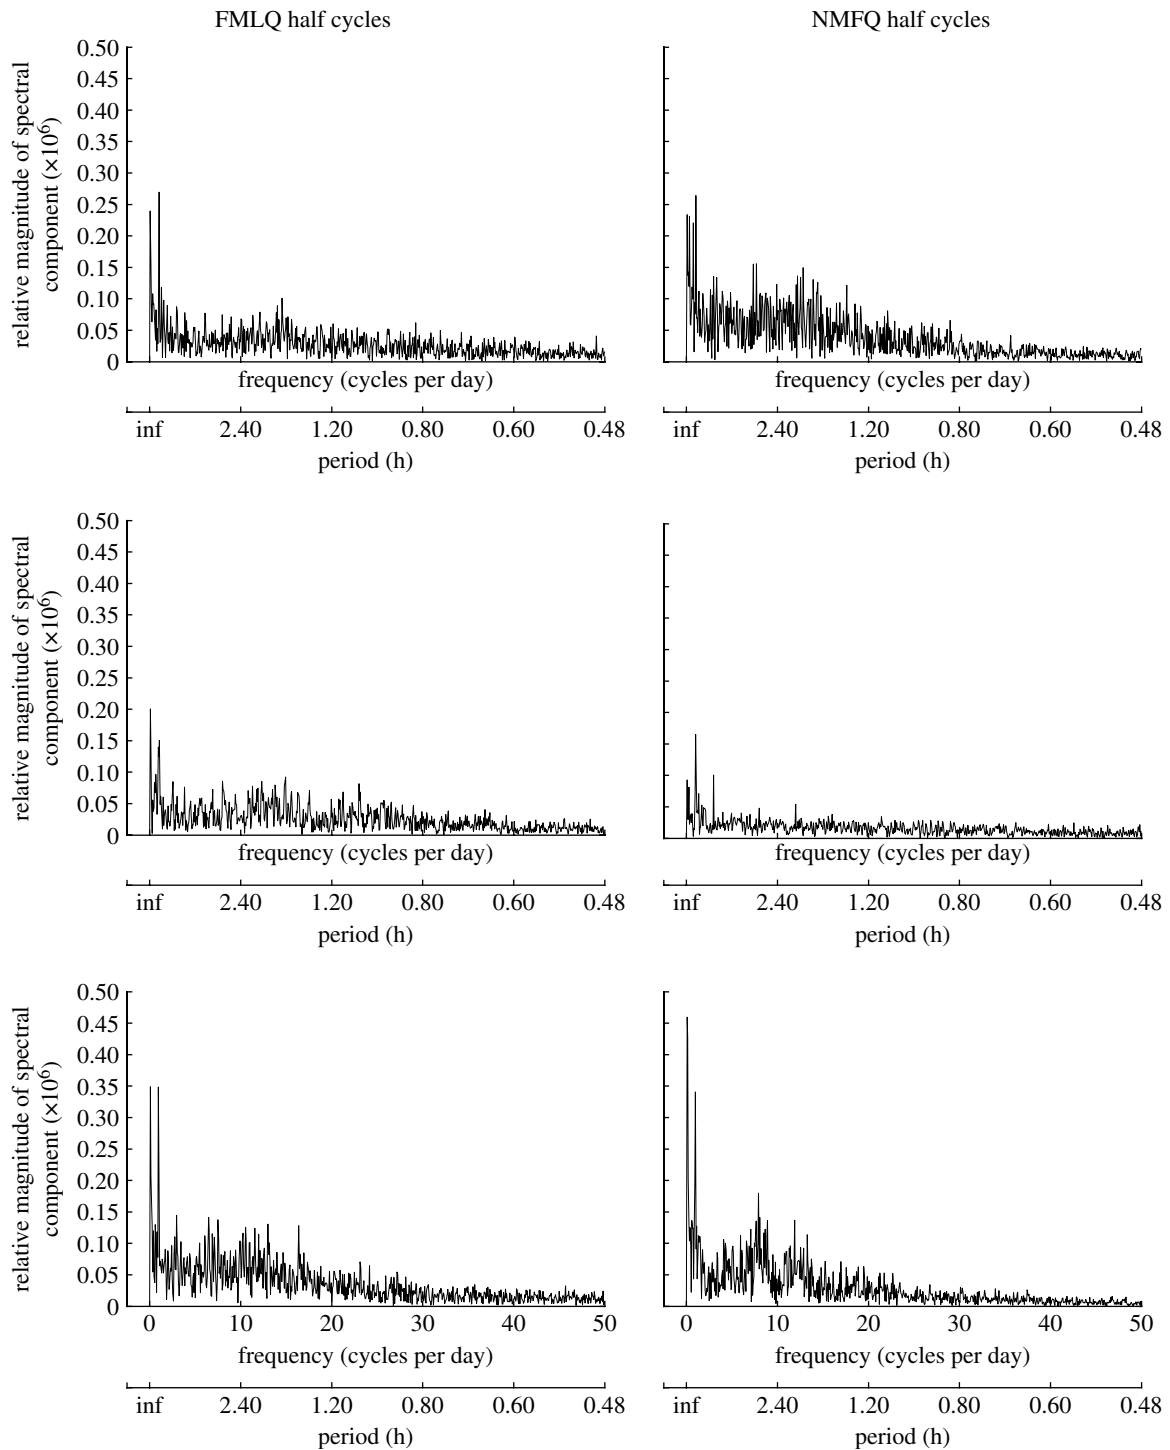 FMLQ half cycles
NMFQ half cycles
relative magnitude of spectral
component (×10⁶)
0.50
0.45
0.40
0.35
0.30
0.25
0.20
0.15
0.10
0.05
0
frequency (cycles per day)
inf 2.40 1.20 0.80 0.60 0.48
period (h)
frequency (cycles per day)
inf 2.40 1.20 0.80 0.60 0.48
period (h)
relative magnitude of spectral
component (×10⁶)
0.50
0.45
0.40
0.35
0.30
0.25
0.20
0.15
0.10
0.05
0
frequency (cycles per day)
inf 2.40 1.20 0.80 0.60 0.48
period (h)
frequency (cycles per day)
inf 2.40 1.20 0.80 0.60 0.48
period (h)
relative magnitude of spectral
component (×10⁶)
0.50
0.45
0.40
0.35
0.30
0.25
0.20
0.15
0.10
0.05
0
0 10 20 30 40 50
frequency (cycles per day)
inf 2.40 1.20 0.80 0.60 0.48
period (h)
0 10 20 30 40 50
frequency (cycles per day)
inf 2.40 1.20 0.80 0.60 0.48
period (h)